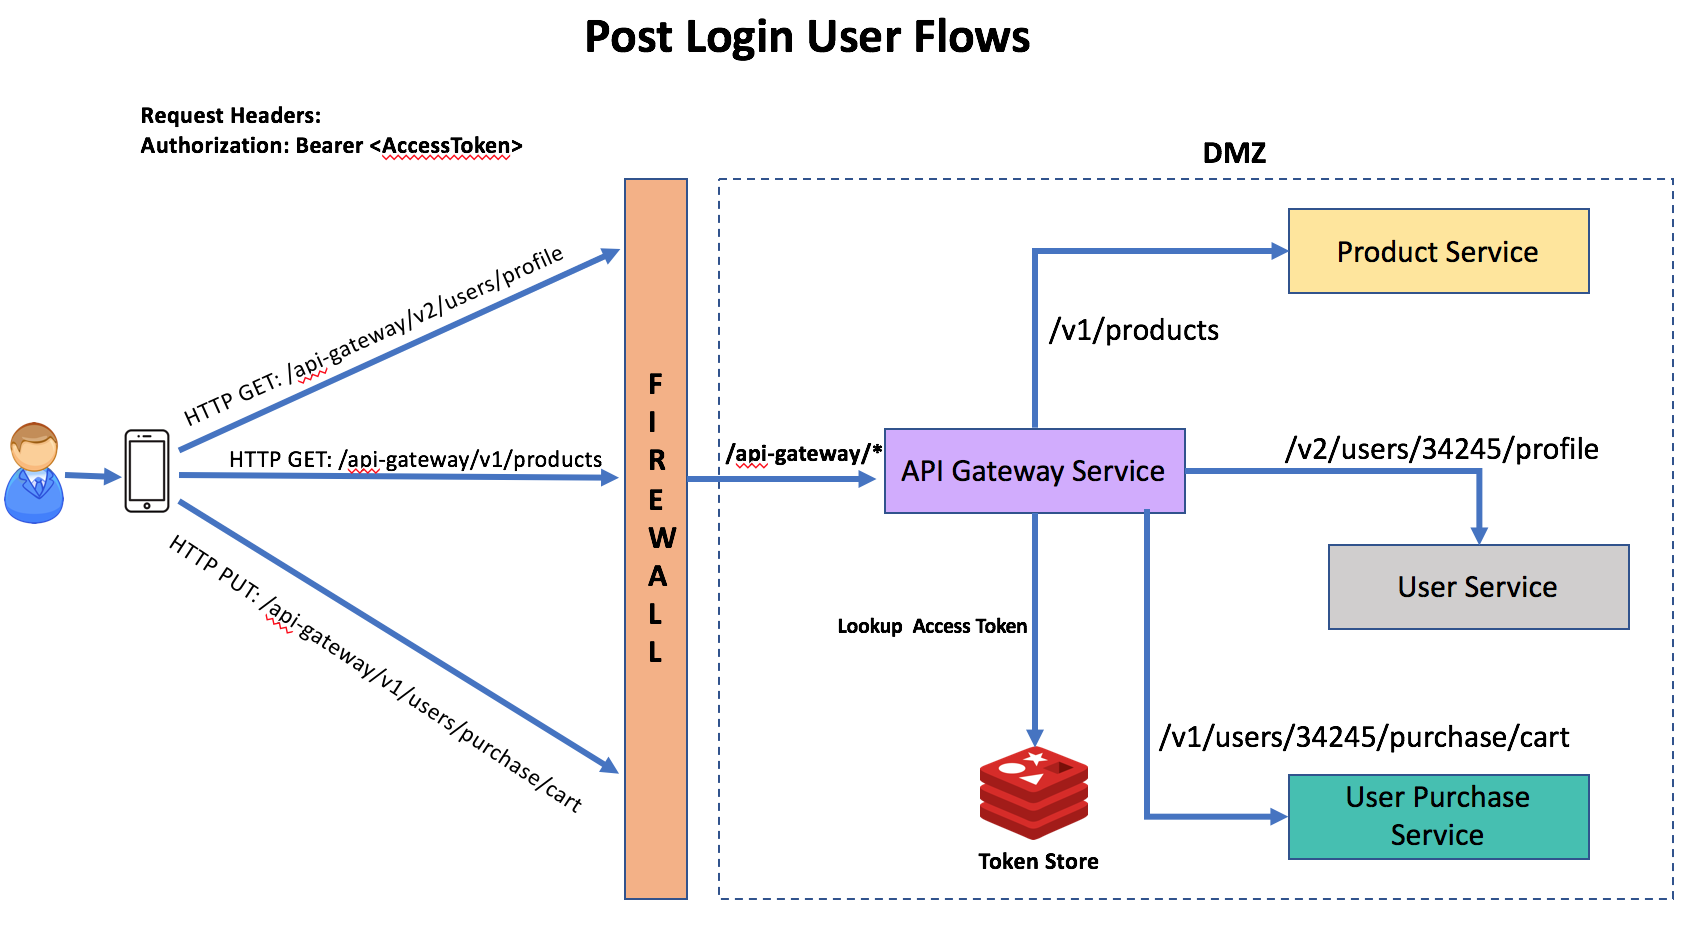 Post Login User Flows
Request Headers:
Authorization: Bearer <AccessToken>
DMZ
HTTP GET: /api-gateway/v2/users/profile
HTTP GET: /api-gateway/v1/products
HTTP PUT: /api-gateway/v1/users/purchase/cart
FIREWALL
/api-gateway/*
API Gateway Service
/v1/products
Product Service
/v2/users/34245/profile
User Service
Lookup Access Token
Token Store
/v1/users/34245/purchase/cart
User Purchase
Service